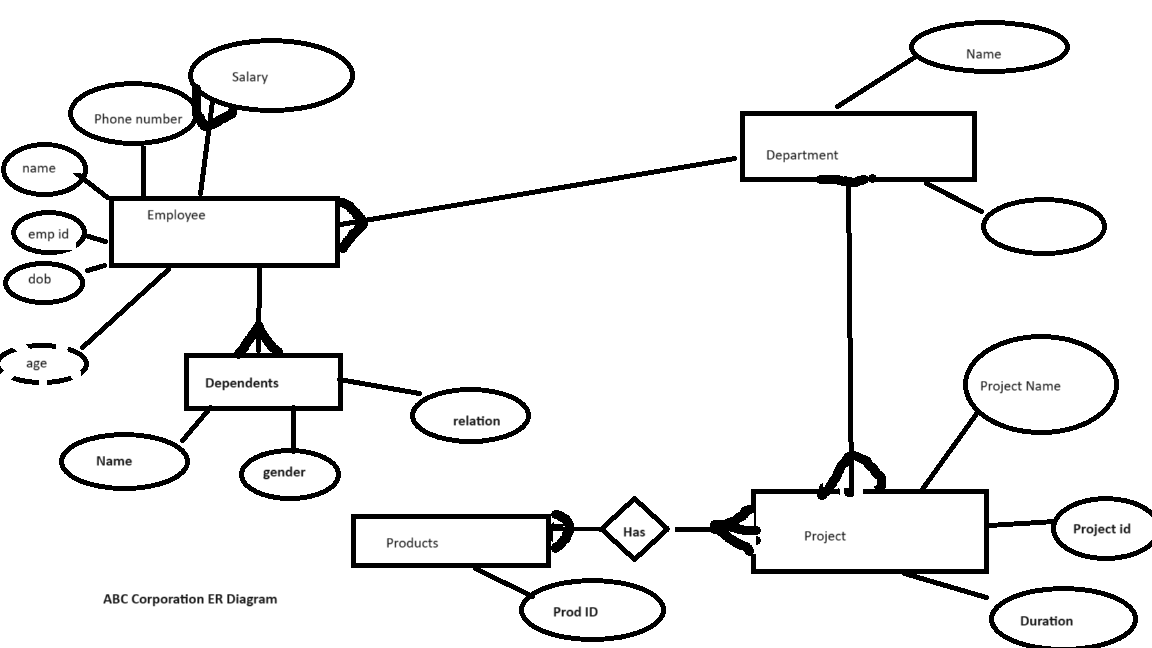 Name
Salary
Phone number
Department
name
Employee
emp id
dob
age
Dependents
Project Name
relation
Name
gender
Has
Project
Project id
Products
ABC Corporation ER Diagram
Prod ID
Duration